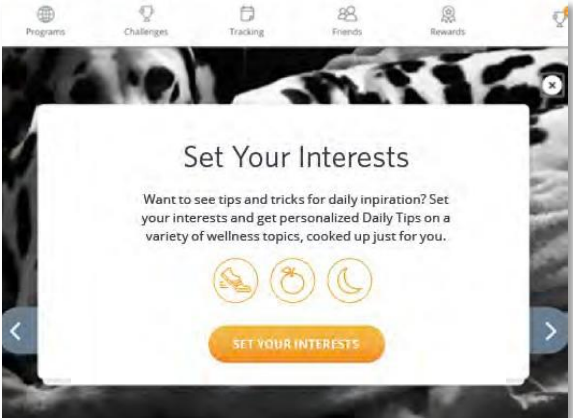 Programs
Challenges
Tracking
Friends
Rewards
Set Your Interests
Want to see tips and tricks for daily inpiration? Set
your interests and get personalized Daily Tips on a
variety of wellness topics, cooked up just for you.
SET YOUR INTERESTS